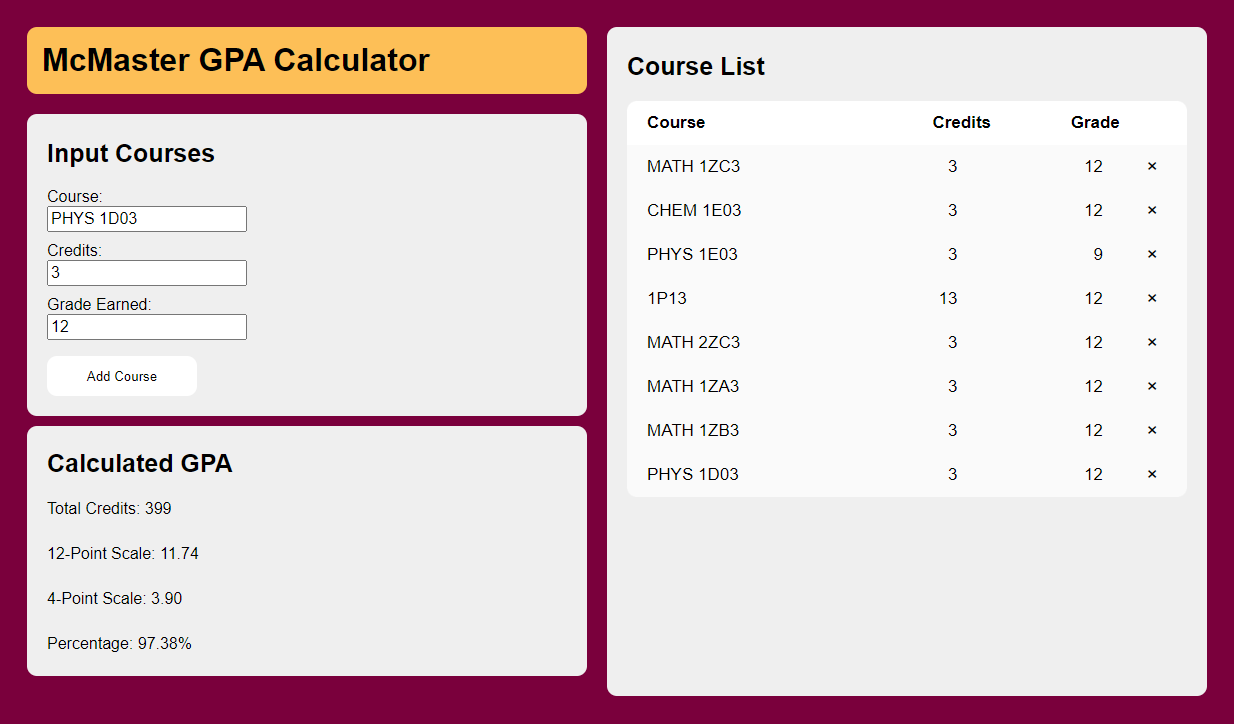 McMaster GPA Calculator
Input Courses
Course:
PHYS 1D03
Credits:
3
Grade Earned:
12
Add Course
Calculated GPA
Total Credits: 399
12-Point Scale: 11.74
4-Point Scale: 3.90
Percentage: 97.38%
Course List
Course Credits Grade
MATH 1ZC3 3 12 ×
CHEM 1E03 3 12 ×
PHYS 1E03 3 9 ×
1P13 13 12 ×
MATH 2ZC3 3 12 ×
MATH 1ZA3 3 12 ×
MATH 1ZB3 3 12 ×
PHYS 1D03 3 12 ×